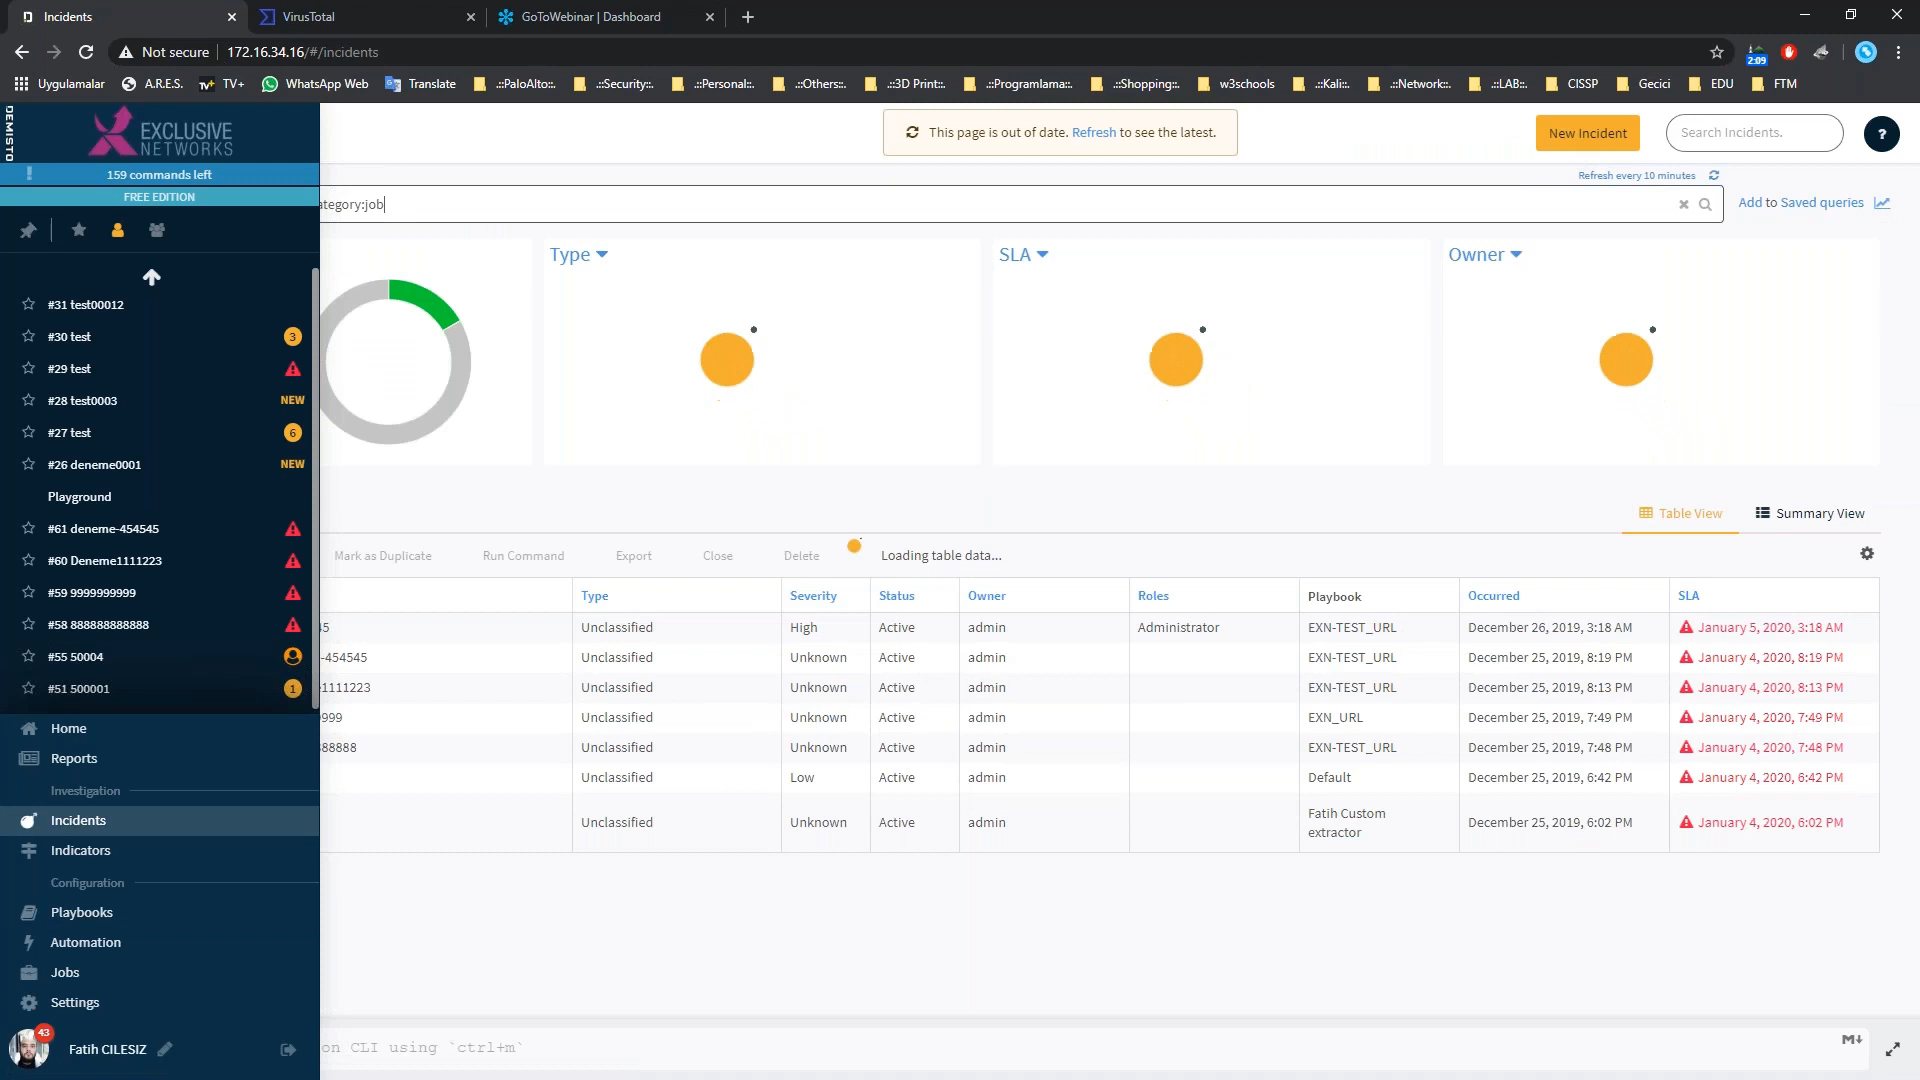 Incidents
VirusTotal
GoToWebinar | Dashboard
Not secure
172.16.34.16/#/incidents
2:09
Uygulamalar
A.R.E.S.
TV+
TV+
WhatsApp Web
Translate
.::PaloAlto::.
.::Security::.
.::Personal::.
.::Others::.
.::3D Print::.
.::Programlama::.
.::Shopping::.
w3schools
.::Kali::.
.::Network::.
.::LAB::.
CISSP
Gecici
EDU
FTM
DEMISTO
EXCLUSIVE
NETWORKS
This page is out of date. Refresh to see the latest.
New Incident
Search Incidents.
?
159 commands left
FREE EDITION
Refresh every 10 minutes
ategory:job
Add to Saved queries
Type
SLA
Owner
#31 test00012
#30 test
3
#29 test
#28 test0003
NEW
#27 test
6
#26 deneme0001
NEW
Playground
#61 deneme-454545
#60 Deneme1111223
#59 9999999999
#58 888888888888
#55 50004
#51 500001
1
Home
Reports
Investigation
Incidents
Indicators
Configuration
Playbooks
Automation
Jobs
Settings
43
Fatih CILESIZ
Table View
Summary View
Mark as Duplicate
Run Command
Export
Close
Delete
Loading table data...
Type
Severity
Status
Owner
Roles
Playbook
Occurred
SLA
45 Unclassified High Active admin Administrator EXN-TEST_URL December 26, 2019, 3:18 AM January 5, 2020, 3:18 AM
-454545 Unclassified Unknown Active admin EXN-TEST_URL December 25, 2019, 8:19 PM January 4, 2020, 8:19 PM
1111223 Unclassified Unknown Active admin EXN-TEST_URL December 25, 2019, 8:13 PM January 4, 2020, 8:13 PM
999 Unclassified Unknown Active admin EXN_URL December 25, 2019, 7:49 PM January 4, 2020, 7:49 PM
88888 Unclassified Unknown Active admin EXN-TEST_URL December 25, 2019, 7:48 PM January 4, 2020, 7:48 PM
Unclassified Low Active admin Default December 25, 2019, 6:42 PM January 4, 2020, 6:42 PM
Unclassified Unknown Active admin Fatih Custom extractor December 25, 2019, 6:02 PM January 4, 2020, 6:02 PM
on CLI using `ctrl+m`
M